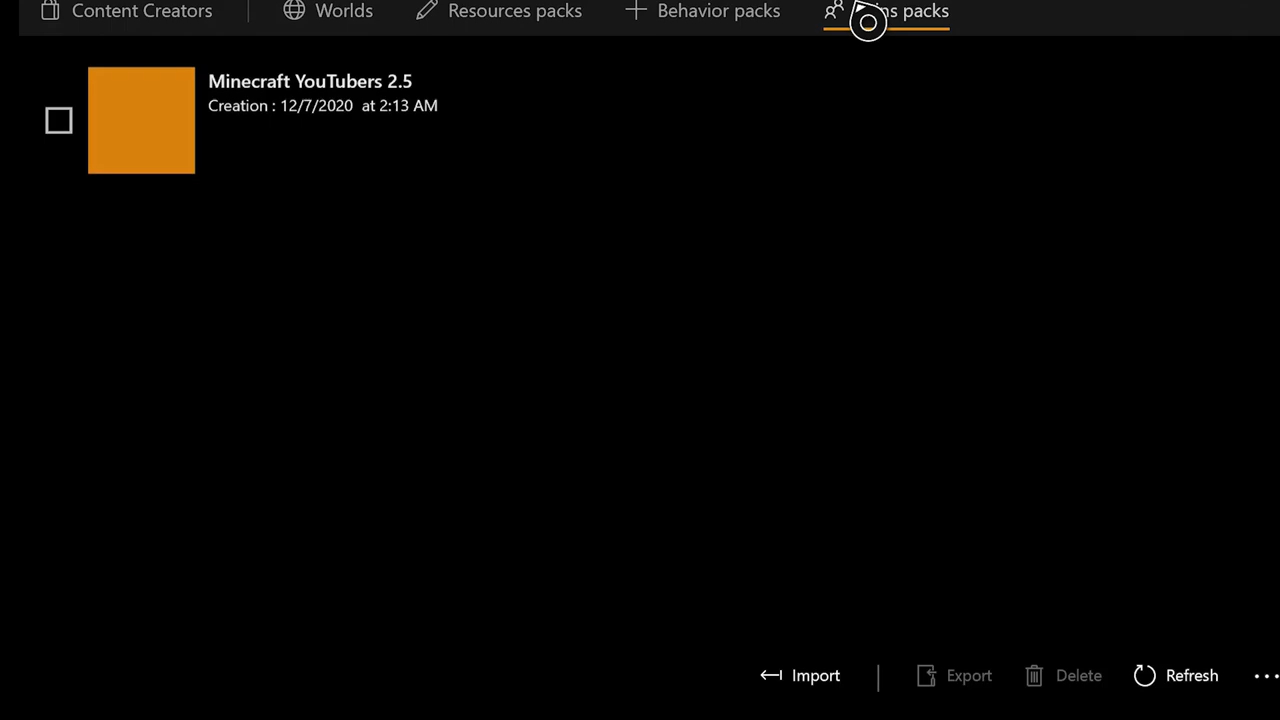 Content Creators
Worlds
Resources packs
Behavior packs
packs
Minecraft YouTubers 2.5
Creation : 12/7/2020 at 2:13 AM
Import
Export
Delete
Refresh